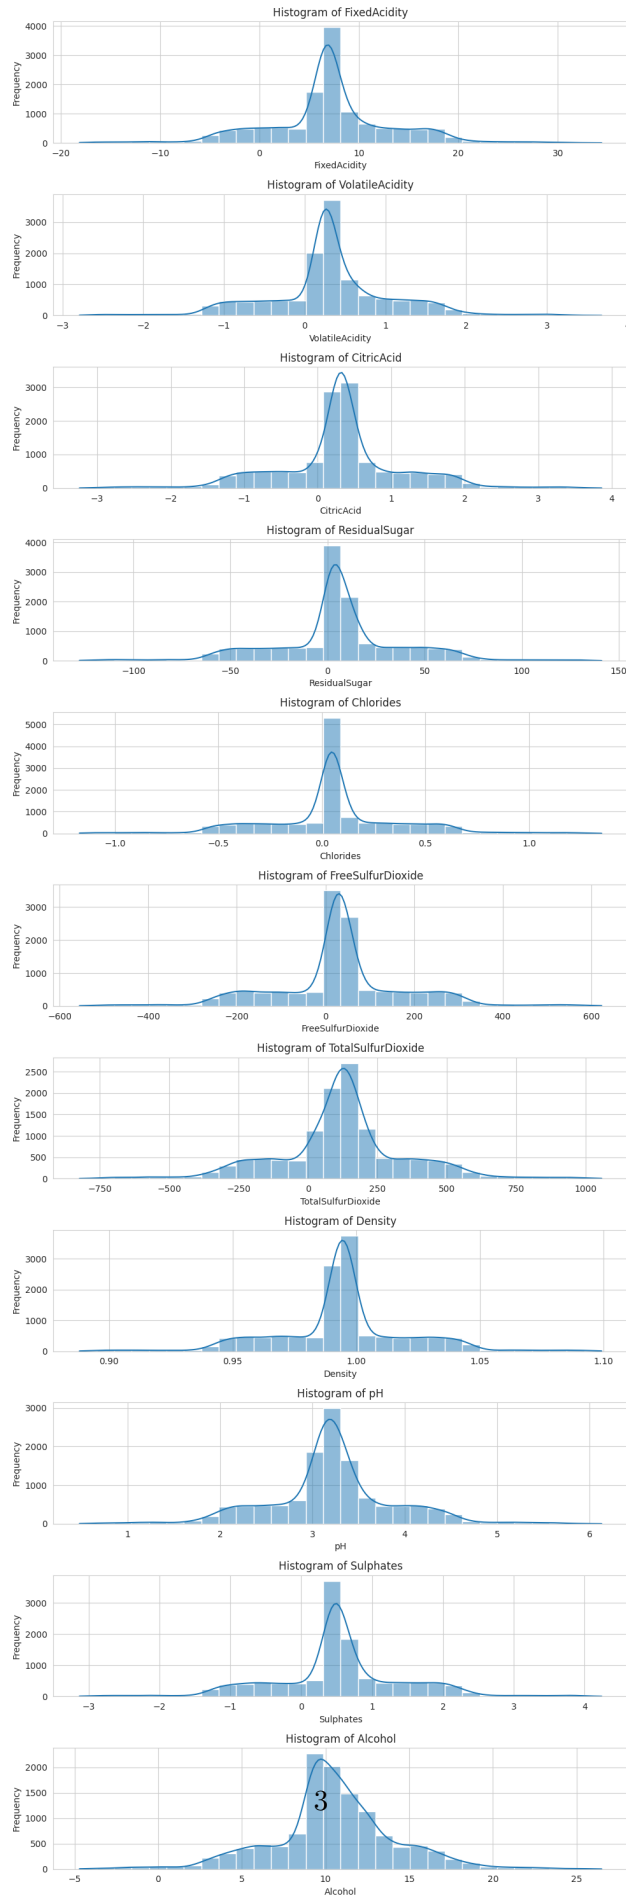 Histogram of FixedAcidity
4000
3000
2000
1000
0
Frequency
−20 −10 0 10 20 30
FixedAcidity
Histogram of VolatileAcidity
3000
2000
1000
0
Frequency
−3 −2 −1 0 1 2 3
VolatileAcidity
Histogram of CitricAcid
3000
2000
1000
0
Frequency
−3 −2 −1 0 1 2 3 4
CitricAcid
Histogram of ResidualSugar
4000
3000
2000
1000
0
Frequency
−100 −50 0 50 100 150
ResidualSugar
Histogram of Chlorides
5000
4000
3000
2000
1000
0
Frequency
−1.0 −0.5 0.0 0.5 1.0
Chlorides
Histogram of FreeSulfurDioxide
3000
2000
1000
0
Frequency
−600 −400 −200 0 200 400 600
FreeSulfurDioxide
Histogram of TotalSulfurDioxide
2500
2000
1500
1000
500
0
Frequency
−750 −500 −250 0 250 500 750 1000
TotalSulfurDioxide
Histogram of Density
3000
2000
1000
0
Frequency
0.90 0.95 1.00 1.05 1.10
Density
Histogram of pH
3000
2000
1000
0
Frequency
1 2 3 4 5 6
pH
Histogram of Sulphates
3000
2000
1000
0
Frequency
−3 −2 −1 0 1 2 3 4
Sulphates
Histogram of Alcohol
2000
1500
1000
500
0
Frequency
3
−5 0 5 10 15 20 25
Alcohol